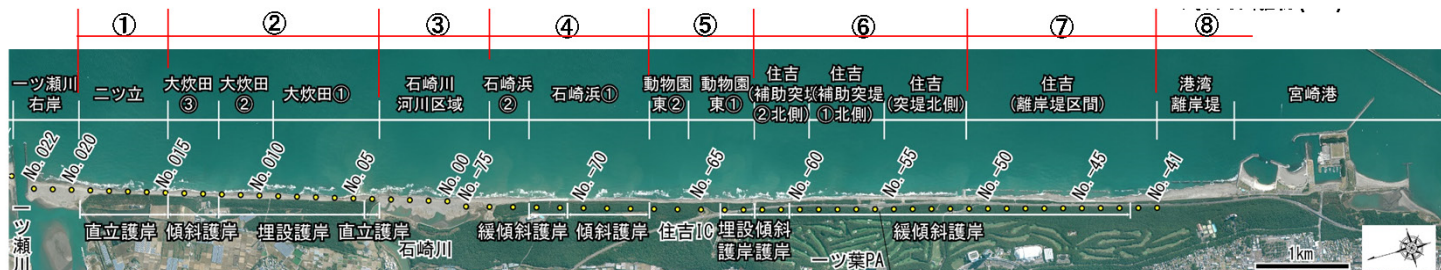 ① ② ③ ④ ⑤ ⑥ ⑦ ⑧
一ツ瀬川
右岸
二ツ立
大炊田
③
大炊田
②
大炊田①
石崎川
河川区域
石崎浜
②
石崎浜①
動物園
東②
動物園
東①
住吉
(補助突堤
②北側)
住吉
(補助突堤
①北側)
住吉
(突堤北側)
住吉
(離岸堤区間)
港湾
離岸堤
宮崎港
No.022
No.020
No.015
No.010
No.05
No.00
No.-75
No.-70
No.-65
No.-60
No.-55
No.-50
No.-45
No.-41
一ツ瀬川
直立護岸
傾斜護岸
埋設護岸
直立護岸
石崎川
緩傾斜護岸
傾斜護岸
住吉IC
埋設
護岸
傾斜
護岸
一ツ葉PA
緩傾斜護岸
1km